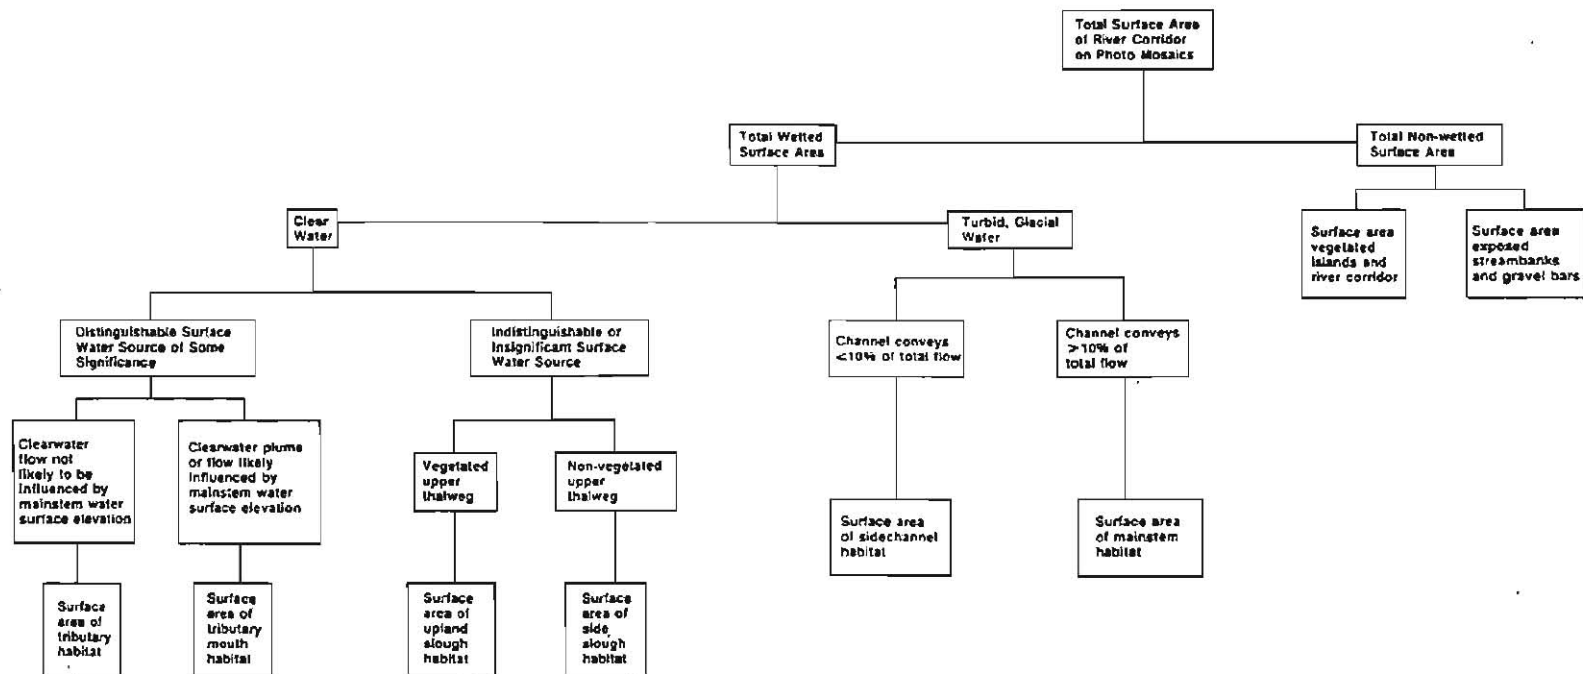 Total Surface Area
of River Corridor
on Photo Mosaics
Total Wetted
Surface Area
Total Non-wetted
Surface Area
Clear
Water
Turbid, Glacial
Water
Surface area
vegetated
islands and
river corridor
Surface area
exposed
streambanks
and gravel bars
Distinguishable Surface
Water Source of Some
Significance
Indistinguishable or
Insignificant Surface
Water Source
Channel conveys
<10% of total flow
Channel conveys
>10% of
total flow
Clearwater
flow not
likely to be
influenced by
mainstem water
surface elevation
Clearwater plume
or flow likely
influenced by
mainstem water
surface elevation
Vegetated
upper
thalweg
Non-vegetated
upper
thalweg
Surface area
of sidechannel
habitat
Surface area
of mainstem
habitat
Surface
area of
tributary
habitat
Surface
area of
tributary
mouth
habitat
Surface
area of
upland
slough
habitat
Surface
area of
side
slough
habitat